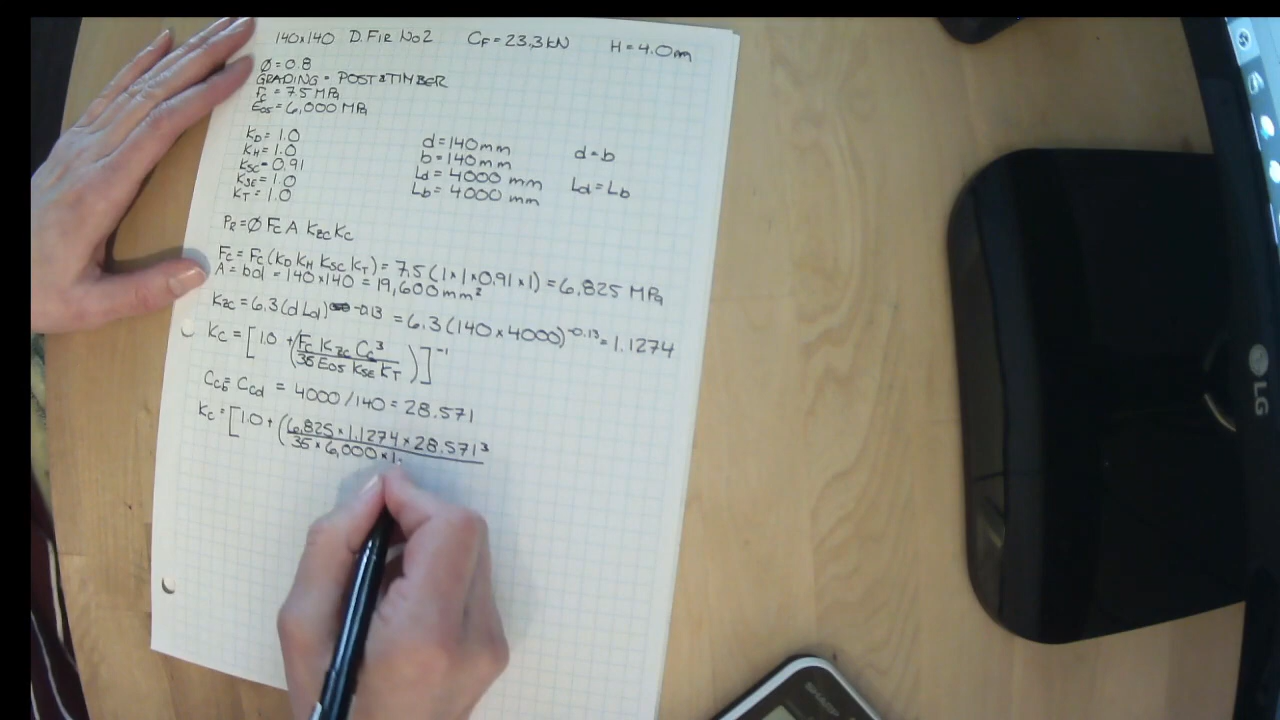 140x140 D.FIR No2 CF = 23.3kN H = 4.0m
Ø = 0.8
GRADING = POST & TIMBER
Fc = 7.5 MPa
E05 = 6,000 MPa
KD = 1.0
KH = 1.0
KSC = 0.91
KSE = 1.0
KT = 1.0
d = 140mm
b = 140mm
Ld = 4000 mm
Lb = 4000 mm
d = b
Ld = Lb
PR = Ø FC A KZC KC
FC = Fc (KD KH KSC KT) = 7.5 (1 x 1 x 0.91 x 1) = 6.825 MPa
A = bd = 140 x 140 = 19,600mm²
KZC = 6.3 (d Ld) -0.13 = 6.3 (140 x 4000)^-0.13 = 1.1274
KC = [1.0 + (FC KZC CC³ / 35 E05 KSE KT)]^-1
CCb = CCd = 4000 / 140 = 28.571
KC = [1.0 + (6.825 x 1.1274 x 28.571³ / 35 x 6,000 x 1.
LG
SHARP